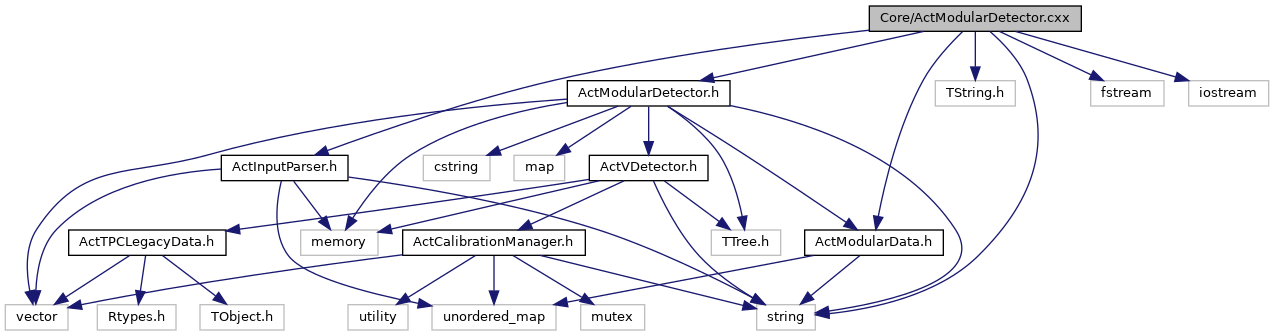 Core/ActModularDetector.cxx
ActModularDetector.h
TString.h
fstream
iostream
ActInputParser.h
cstring
map
ActVDetector.h
ActTPCLegacyData.h
memory
ActCalibrationManager.h
TTree.h
ActModularData.h
vector
Rtypes.h
TObject.h
utility
unordered_map
mutex
string